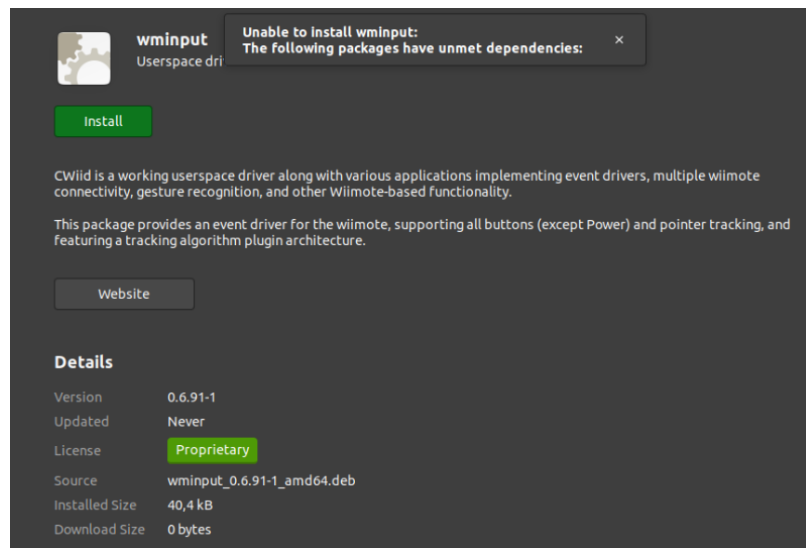 wminput
Userspace dri
Unable to install wminput:
The following packages have unmet dependencies:
×
Install
CWiid is a working userspace driver along with various applications implementing event drivers, multiple wiimote
connectivity, gesture recognition, and other Wiimote-based functionality.
This package provides an event driver for the wiimote, supporting all buttons (except Power) and pointer tracking, and
featuring a tracking algorithm plugin architecture.
Website
Details
Version 0.6.91-1
Updated Never
License Proprietary
Source wminput_0.6.91-1_amd64.deb
Installed Size 40,4 kB
Download Size 0 bytes